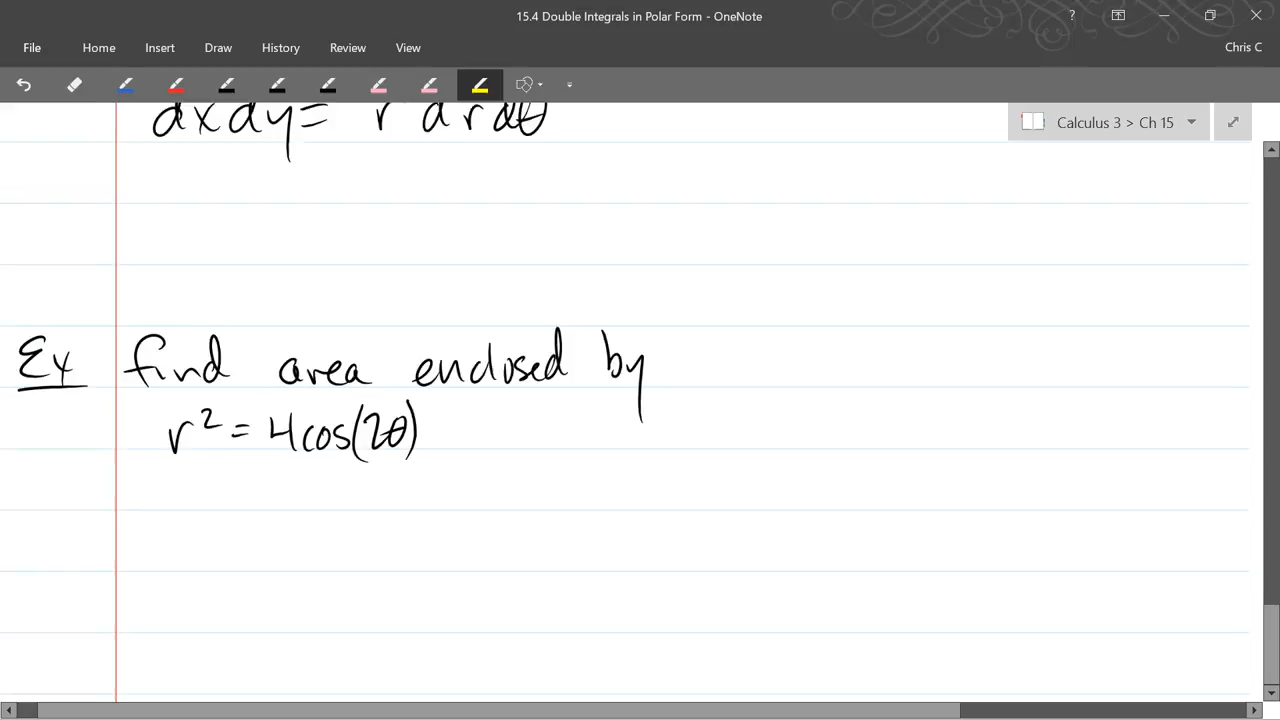 15.4 Double Integrals in Polar Form - OneNote
?
File Home Insert Draw History Review View
Chris C
dxdy = r dr dθ
Calculus 3 > Ch 15
Ex find area enclosed by
r² = 4cos(2θ)